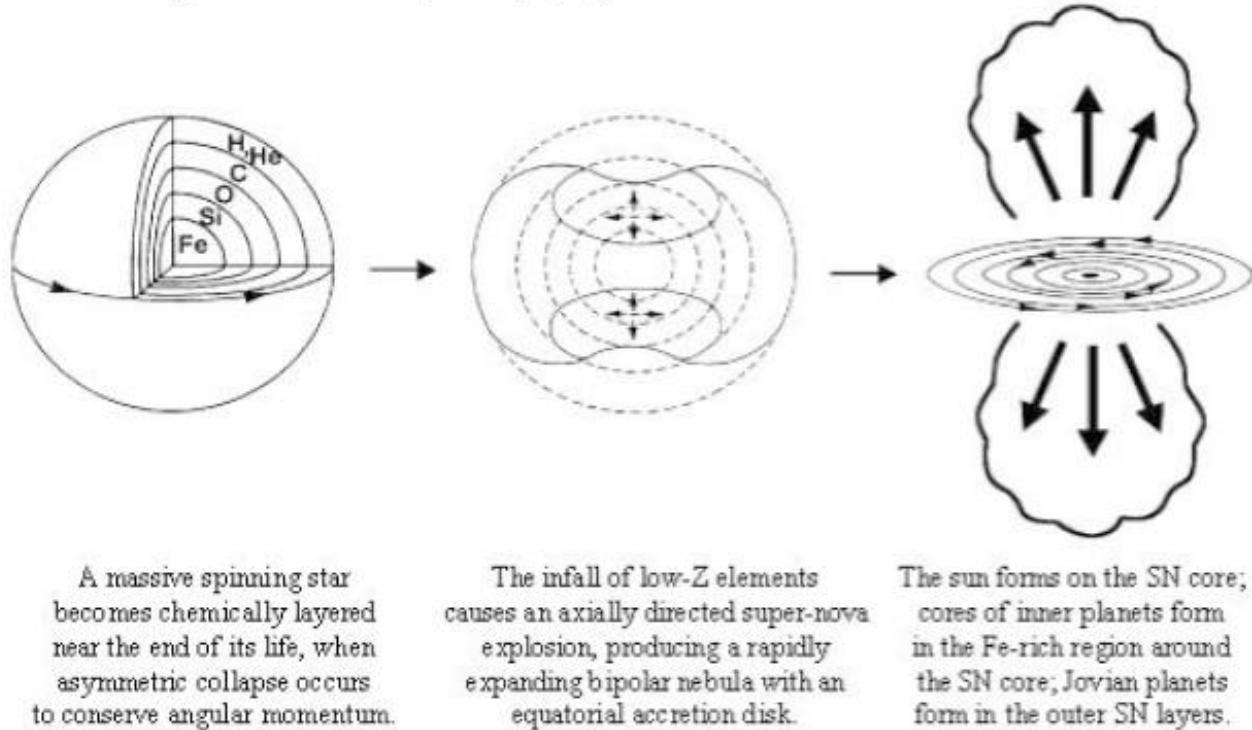 H, He
C
O
Si
Fe
A massive spinning star
becomes chemically layered
near the end of its life, when
asymmetric collapse occurs
to conserve angular momentum.
The infall of low-Z elements
causes an axially directed super-nova
explosion, producing a rapidly
expanding bipolar nebula with an
equatorial accretion disk.
The sun forms on the SN core;
cores of inner planets form
in the Fe-rich region around
the SN core; Jovian planets
form in the outer SN layers.